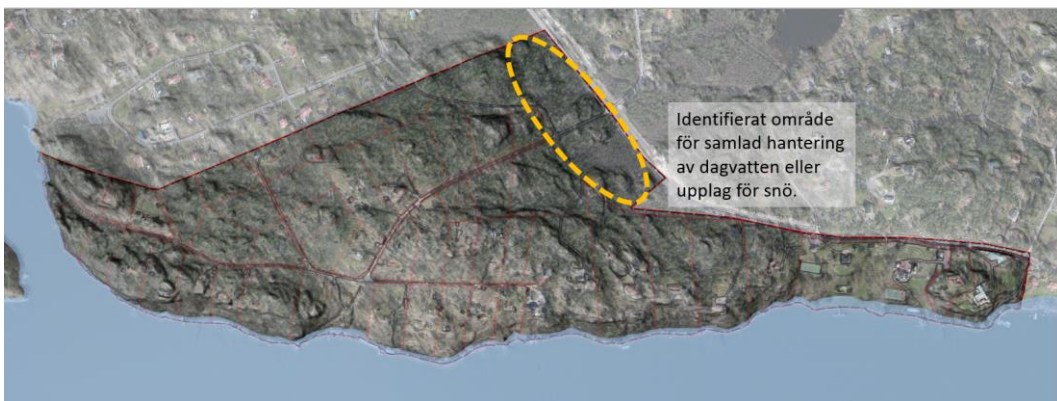 Identifierat område
för samlad hantering
av dagvatten eller
upplag för snö.